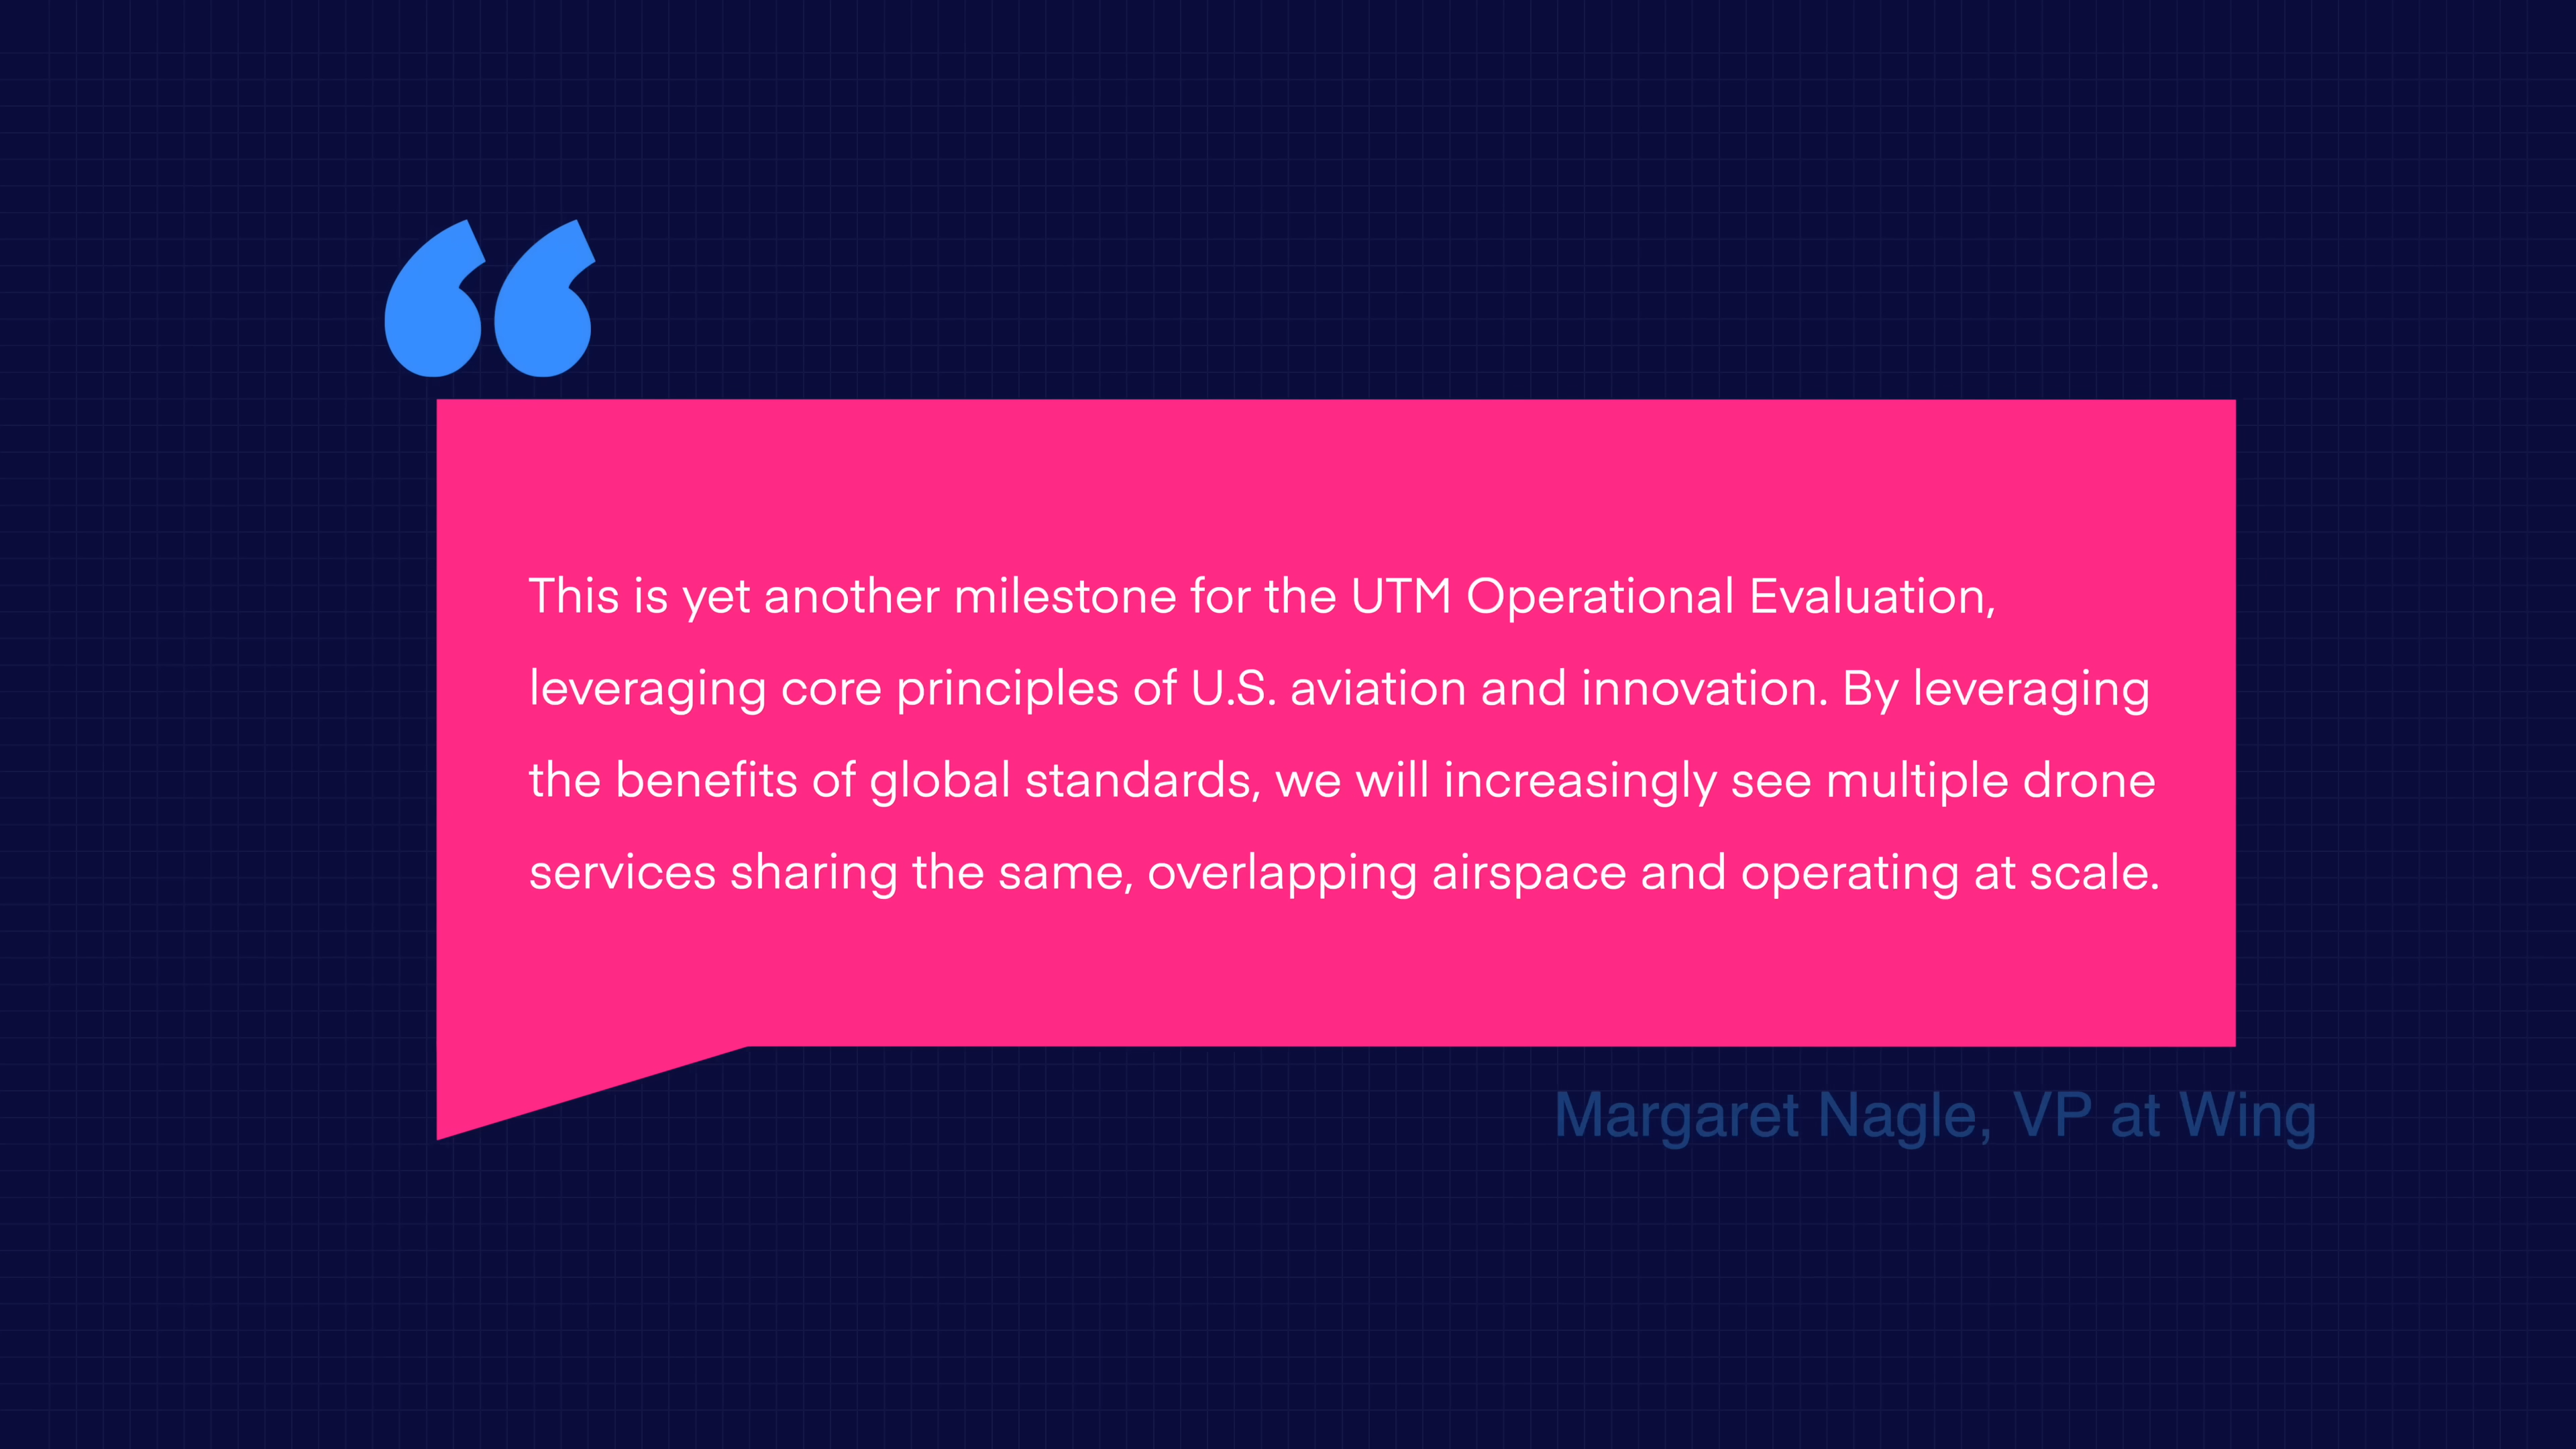 “
This is yet another milestone for the UTM Operational Evaluation,
leveraging core principles of U.S. aviation and innovation. By leveraging
the benefits of global standards, we will increasingly see multiple drone
services sharing the same, overlapping airspace and operating at scale.
Margaret Nagle, VP at Wing